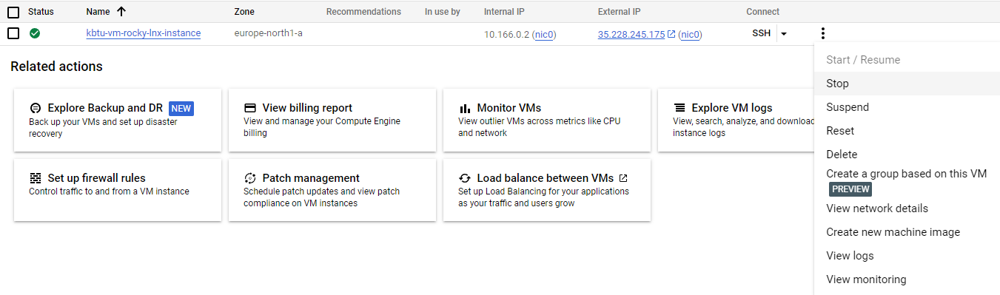 Status Name Zone Recommendations In use by Internal IP External IP Connect
kbtu-vm-rocky-lnx-instance europe-north1-a 10.166.0.2 (nic0) 35.228.245.175 (nic0) SSH
Related actions
Explore Backup and DR NEW
Back up your VMs and set up disaster
recovery
View billing report
View and manage your Compute Engine
billing
Monitor VMs
View outlier VMs across metrics like CPU
and network
Explore VM logs
View, search, analyze, and download
instance logs
Set up firewall rules
Control traffic to and from a VM instance
Patch management
Schedule patch updates and view patch
compliance on VM instances
Load balance between VMs
Set up Load Balancing for your applications
as your traffic and users grow
Start / Resume
Stop
Suspend
Reset
Delete
Create a group based on this VM
PREVIEW
View network details
Create new machine image
View logs
View monitoring